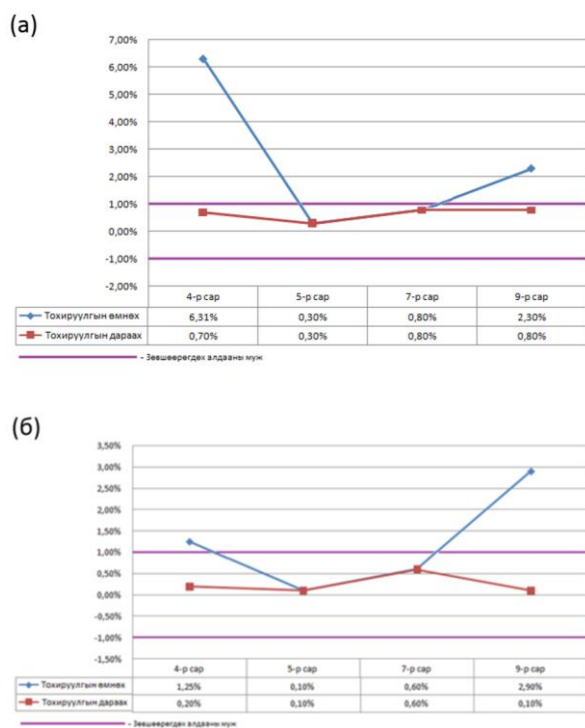 (а)
7,00%
6,00%
5,00%
4,00%
3,00%
2,00%
1,00%
0,00%
-1,00%
-2,00%
4-р сар 5-р сар 7-р сар 9-р сар
Тохируулгын өмнөх 6,31% 0,30% 0,80% 2,30%
Тохируулгын дараах 0,70% 0,30% 0,80% 0,80%
- Зөвшөөрөгдөх алдааны муж
(б)
3,50%
3,00%
2,50%
2,00%
1,50%
1,00%
0,50%
0,00%
-0,50%
-1,00%
-1,50%
4-р сар 5-р сар 7-р сар 9-р сар
Тохируулгын өмнөх 1,25% 0,10% 0,60% 2,90%
Тохируулгын дараах 0,20% 0,10% 0,60% 0,10%
- Зөвшөөрөгдөх алдааны муж